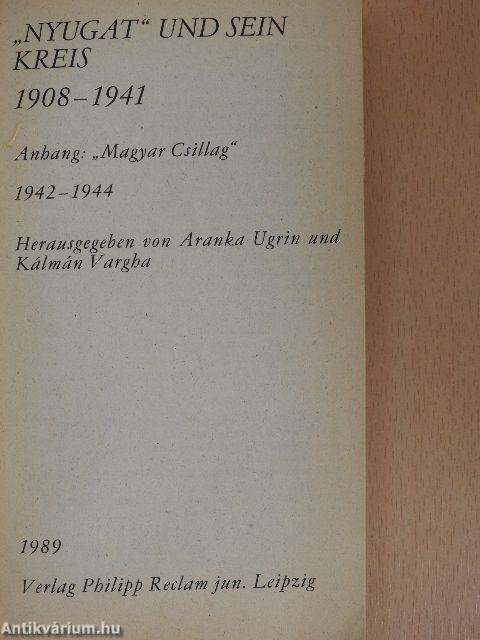 „NYUGAT“ UND SEIN
KREIS
1908–1941
Anhang: „Magyar Csillag“
1942–1944
Herausgegeben von Aranka Ugrin und
Kálmán Vargha
1989
Verlag Philipp Reclam jun. Leipzig
Antikvárium.hu